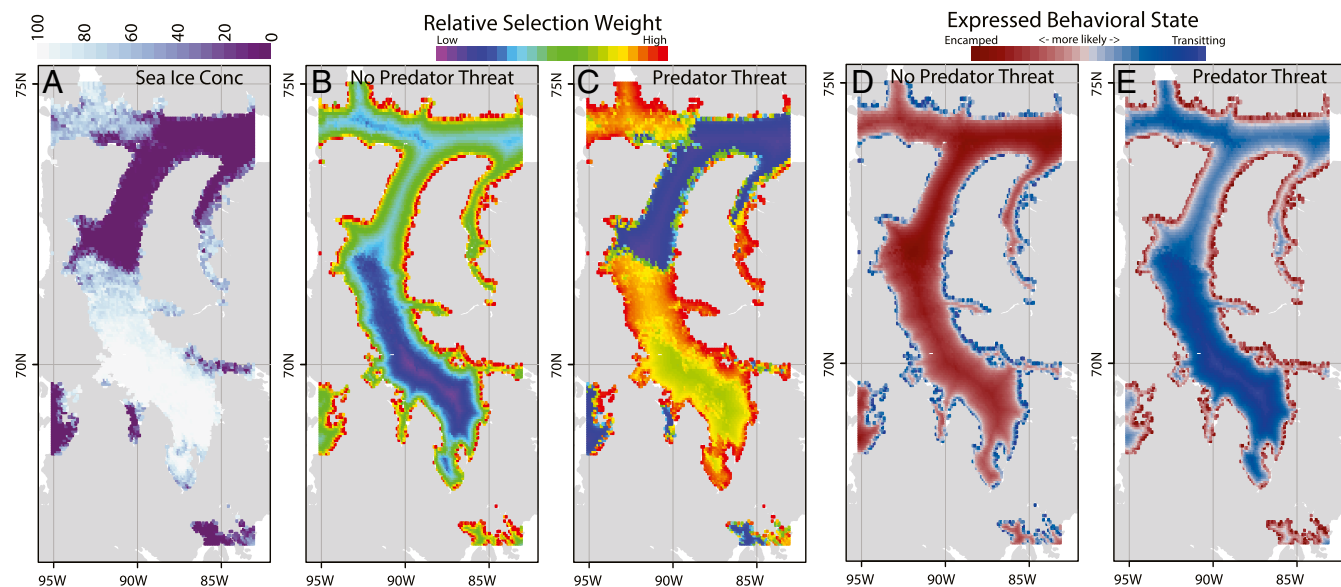 100 80 60 40 20 0
Relative Selection Weight
Low High
Expressed Behavioral State
Encamped <- more likely -> Transitting
A Sea Ice Conc
B No Predator Threat
C Predator Threat
D No Predator Threat
E Predator Threat
75N 75N 75N 75N 75N
70N 70N 70N 70N 70N
95W 90W 85W 95W 90W 85W 95W 90W 85W 95W 90W 85W 95W 90W 85W